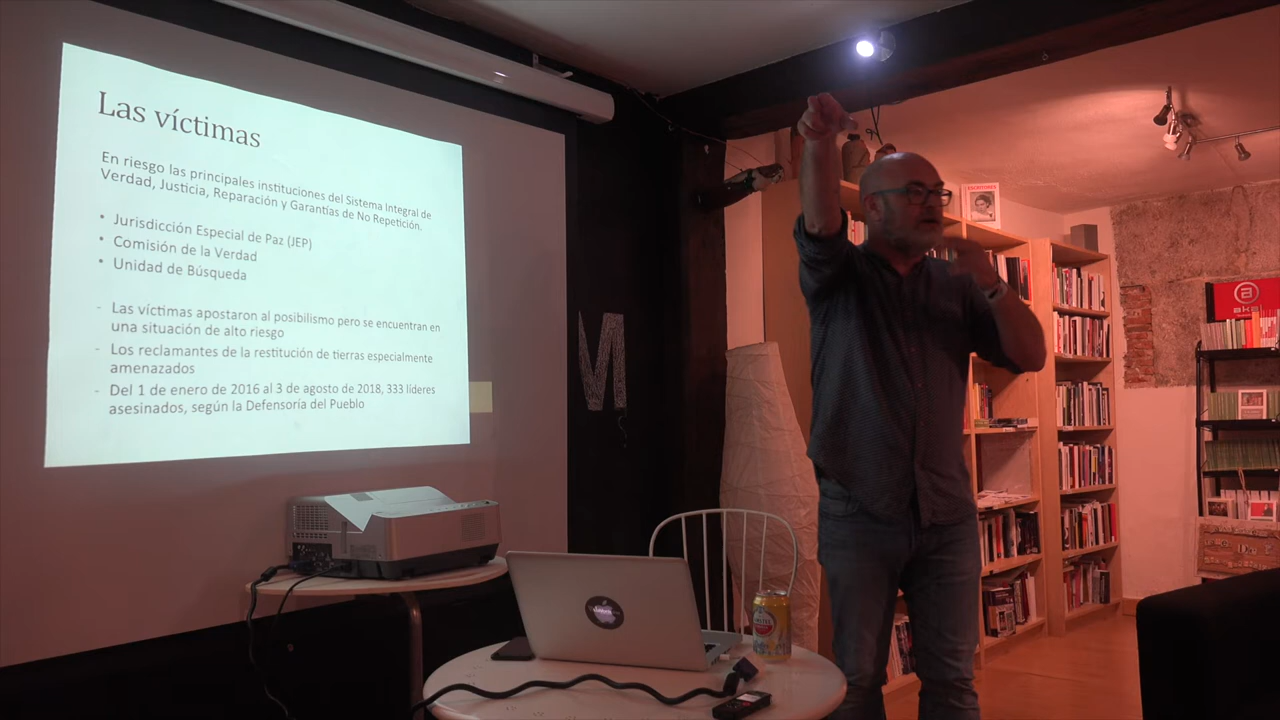 Las víctimas
En riesgo las principales instituciones del Sistema Integral de
Verdad, Justicia, Reparación y Garantías de No Repetición.
• Jurisdicción Especial de Paz (JEP)
• Comisión de la Verdad
• Unidad de Búsqueda
- Las víctimas apostaron al posibilismo pero se encuentran en
una situación de alto riesgo
- Los reclamantes de la restitución de tierras especialmente
amenazados
- Del 1 de enero de 2016 al 3 de agosto de 2018, 333 líderes
asesinados, según la Defensoría del Pueblo
M
akal